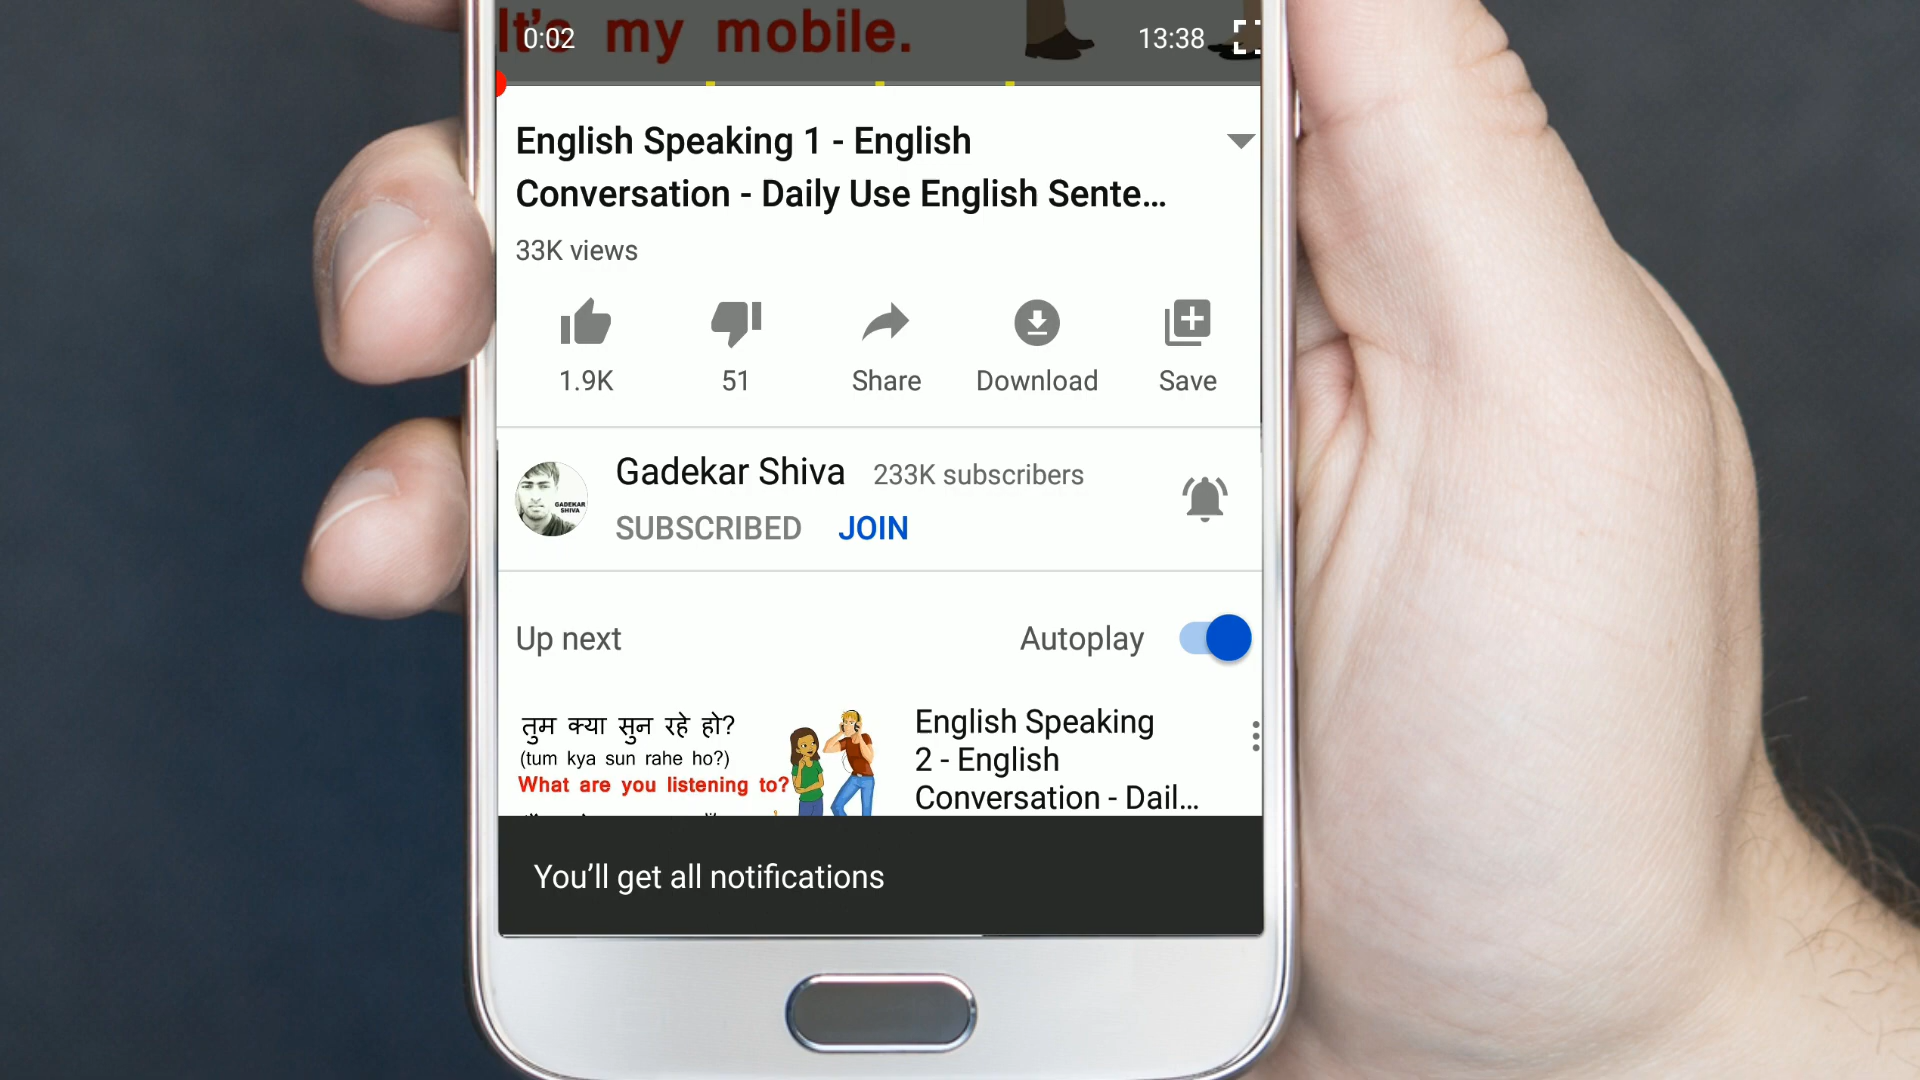 It's my mobile.
0:02
13:38
English Speaking 1 - English
Conversation - Daily Use English Sente...
33K views
1.9K
51
Share
Download
Save
Gadekar Shiva 233K subscribers
GADEKAR
SHIVA
SUBSCRIBED JOIN
Up next
Autoplay
तुम क्या सुन रहे हो?
(tum kya sun rahe ho?)
What are you listening to?
English Speaking
2 - English
Conversation - Dail...
You'll get all notifications